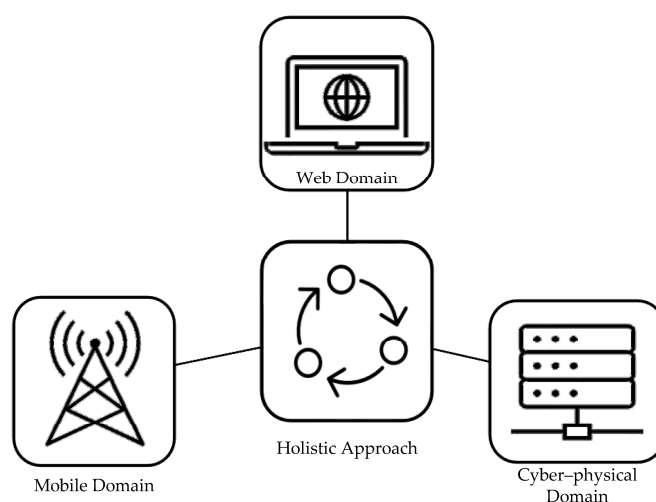 Web Domain
Holistic Approach
Mobile Domain
Cyber–physical
Domain